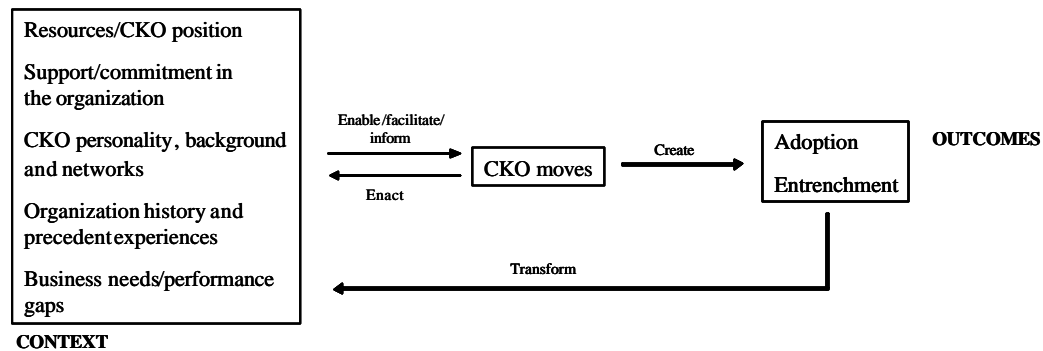 Resources/CKO position
Support/commitment in
the organization
CKO personality, background
and networks
Organization history and
precedent experiences
Business needs/performance
gaps
CONTEXT
Enable/facilitate/
inform
Enact
CKO moves
Create
Adoption
Entrenchment
OUTCOMES
Transform